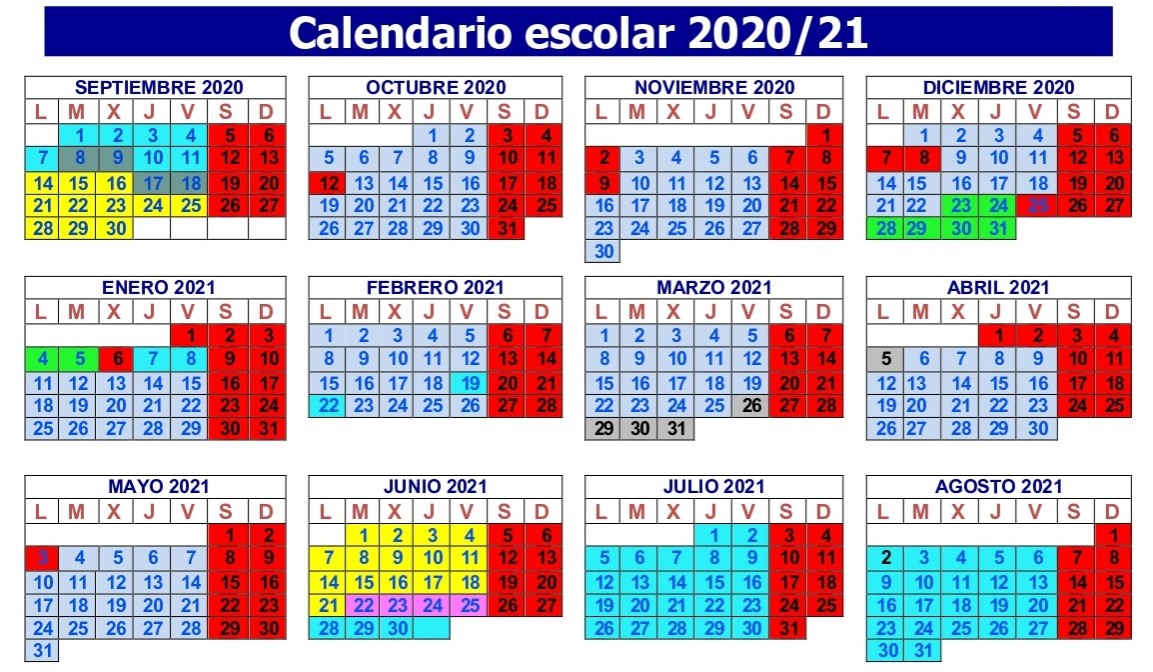 Calendario escolar 2020/21
SEPTIEMBRE 2020 OCTUBRE 2020 NOVIEMBRE 2020 DICIEMBRE 2020
L M X J V S D L M X J V S D L M X J V S D L M X J V S D
1 2 3 4 5 6 1 2 3 4 1 1 2 3 4 5 6
7 8 9 10 11 12 13 5 6 7 8 9 10 11 2 3 4 5 6 7 8 7 8 9 10 11 12 13
14 15 16 17 18 19 20 12 13 14 15 16 17 18 9 10 11 12 13 14 15 14 15 16 17 18 19 20
21 22 23 24 25 26 27 19 20 21 22 23 24 25 16 17 18 19 20 21 22 21 22 23 24 25 26 27
28 29 30 26 27 28 29 30 31 23 24 25 26 27 28 29 28 29 30 31
30
ENERO 2021 FEBRERO 2021 MARZO 2021 ABRIL 2021
L M X J V S D L M X J V S D L M X J V S D L M X J V S D
1 2 3 1 2 3 4 5 6 7 1 2 3 4 5 6 7 1 2 3 4
4 5 6 7 8 9 10 8 9 10 11 12 13 14 8 9 10 11 12 13 14 5 6 7 8 9 10 11
11 12 13 14 15 16 17 15 16 17 18 19 20 21 15 16 17 18 19 20 21 12 13 14 15 16 17 18
18 19 20 21 22 23 24 22 23 24 25 26 27 28 22 23 24 25 26 27 28 19 20 21 22 23 24 25
25 26 27 28 29 30 31 29 30 31 26 27 28 29 30
MAYO 2021 JUNIO 2021 JULIO 2021 AGOSTO 2021
L M X J V S D L M X J V S D L M X J V S D L M X J V S D
1 2 1 2 3 4 5 6 1 2 3 4 1
3 4 5 6 7 8 9 7 8 9 10 11 12 13 5 6 7 8 9 10 11 2 3 4 5 6 7 8
10 11 12 13 14 15 16 14 15 16 17 18 19 20 12 13 14 15 16 17 18 9 10 11 12 13 14 15
17 18 19 20 21 22 23 21 22 23 24 25 26 27 19 20 21 22 23 24 25 16 17 18 19 20 21 22
24 25 26 27 28 29 30 28 29 30 26 27 28 29 30 31 23 24 25 26 27 28 29
31 30 31